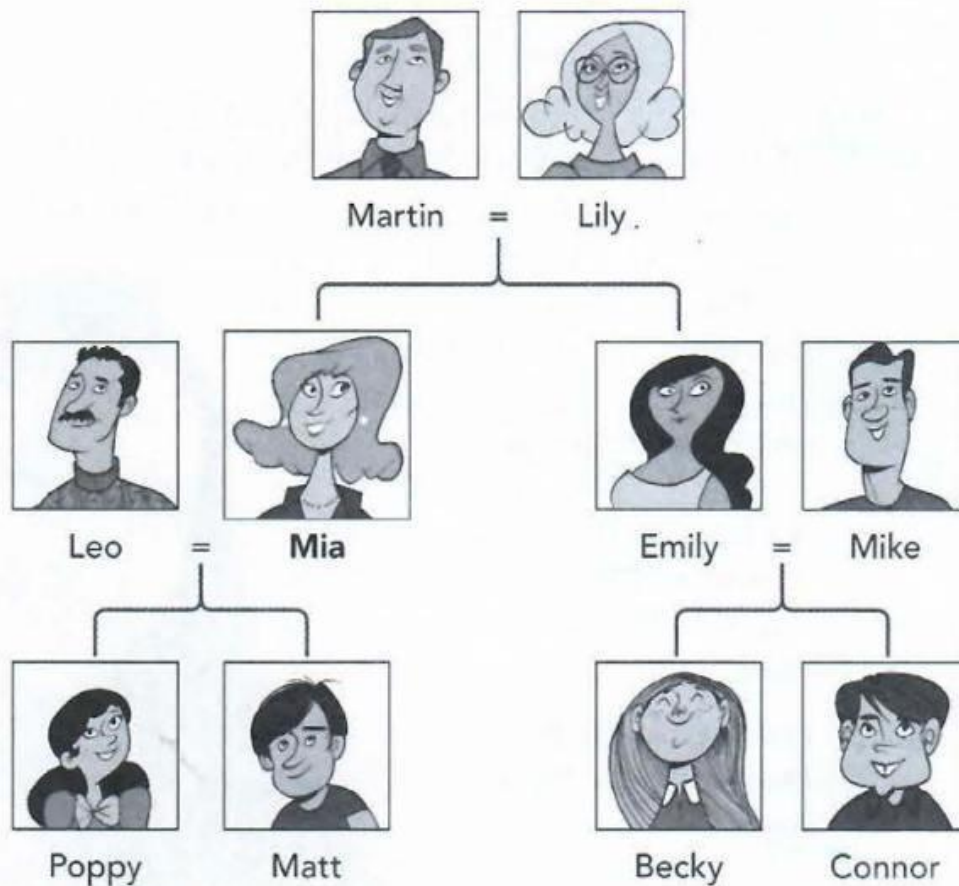 Martin = Lily.
Leo = Mia
Emily = Mike
Poppy
Matt
Becky
Connor